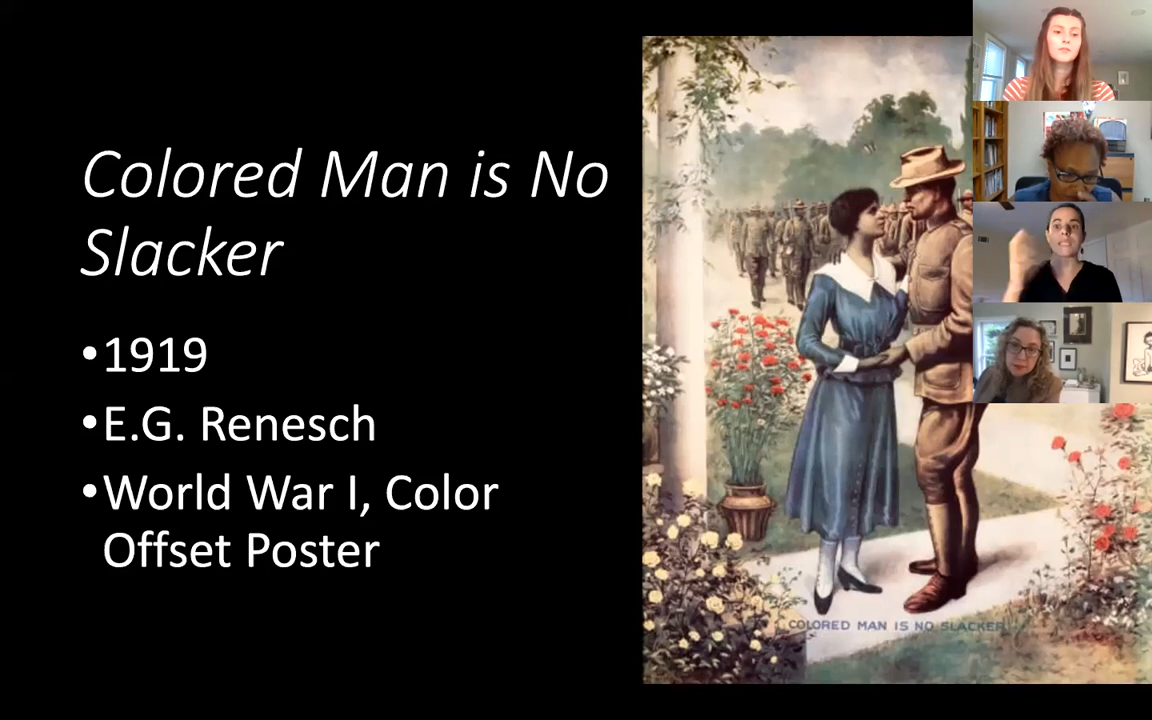 Colored Man is No
Slacker
•1919
•E.G. Renesch
•World War I, Color
Offset Poster
COLORED MAN IS NO SLACKER